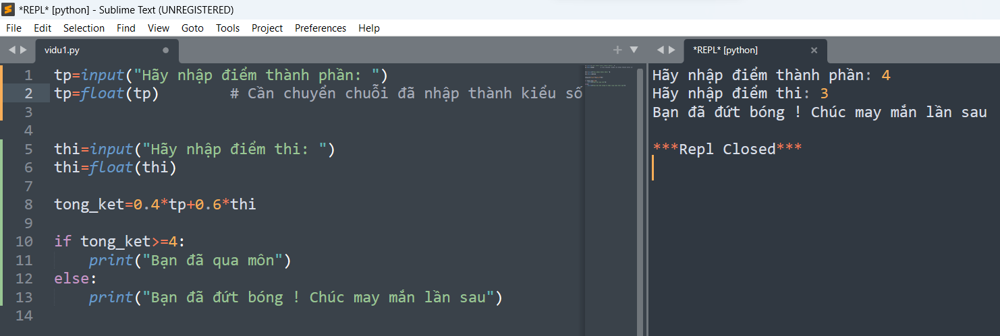 *REPL* [python] - Sublime Text (UNREGISTERED)
File Edit Selection Find View Goto Tools Project Preferences Help
vidu1.py
1 tp=input("Hãy nhập điểm thành phần: ")
2 tp=float(tp) # Cần chuyển chuỗi đã nhập thành kiểu số
3
4
5 thi=input("Hãy nhập điểm thi: ")
6 thi=float(thi)
7
8 tong_ket=0.4*tp+0.6*thi
9
10 if tong_ket>=4:
11 print("Bạn đã qua môn")
12 else:
13 print("Bạn đã đứt bóng ! Chúc may mắn lần sau")
14
*REPL* [python]
Hãy nhập điểm thành phần: 4
Hãy nhập điểm thi: 3
Bạn đã đứt bóng ! Chúc may mắn lần sau
***Repl Closed***